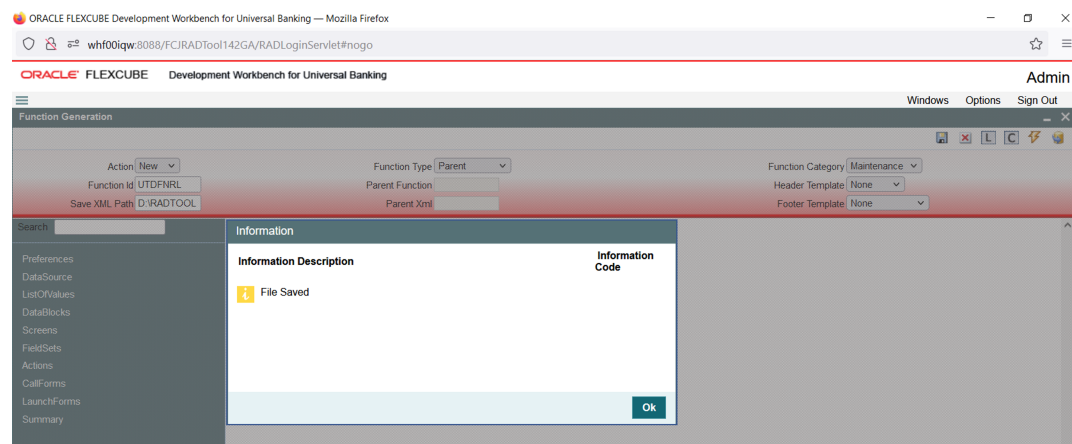 ORACLE FLEXCUBE Development Workbench for Universal Banking — Mozilla Firefox
whf00iqw:8088/FCJRADTool142GA/RADLoginServlet#nogo
ORACLE FLEXCUBE Development Workbench for Universal Banking Admin
Windows Options Sign Out
Function Generation
L C
Action New Function Type Parent Function Category Maintenance
Function Id UTDFNRL Parent Function Header Template None
Save XML Path D:\RADTOOL Parent Xml Footer Template None
Search
Preferences
DataSource
ListOfValues
DataBlocks
Screens
FieldSets
Actions
CallForms
LaunchForms
Summary
Information
Information Description Information Code
File Saved
Ok